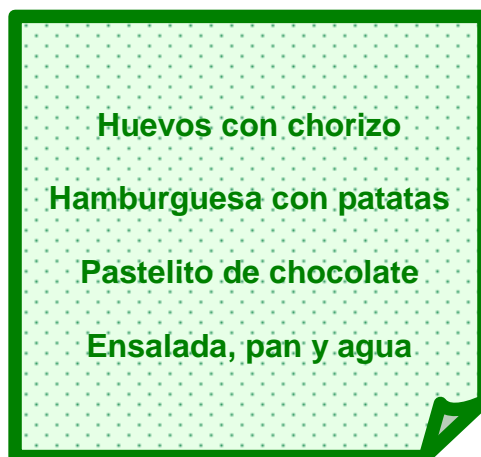 Huevos con chorizo
Hamburguesa con patatas
Pastelito de chocolate
Ensalada, pan y agua